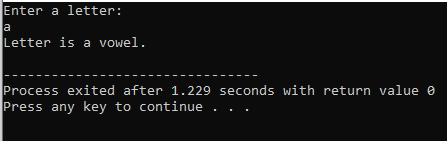 Enter a letter:
a
Letter is a vowel.
--------------------------------
Process exited after 1.229 seconds with return value 0
Press any key to continue . . .